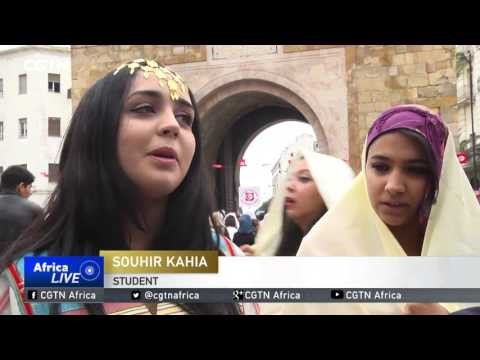 CGTN
SOUHIR KAHIA
Africa
LIVE
STUDENT
CGTN Africa
@cgtnafrica
CGTN Africa
CGTN Africa